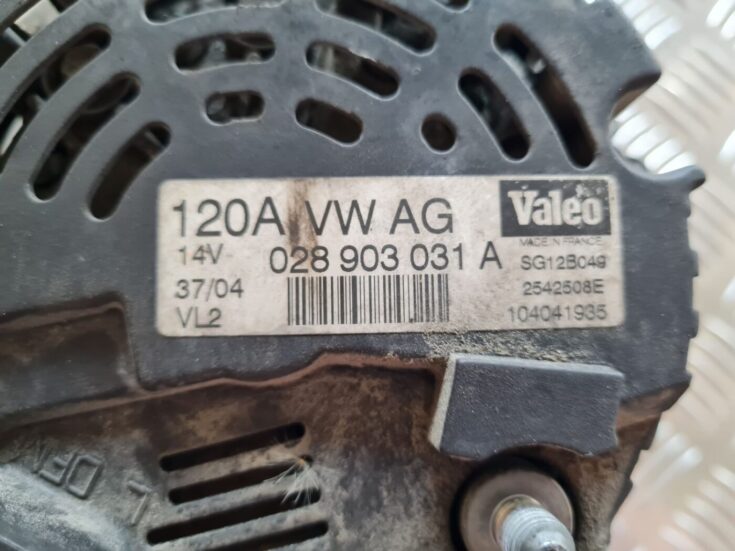 120A VW AG
14V 028 903 031 A
37/04
VL2
Valeo
MADE IN FRANCE
SG12B049
2542508E
104041935